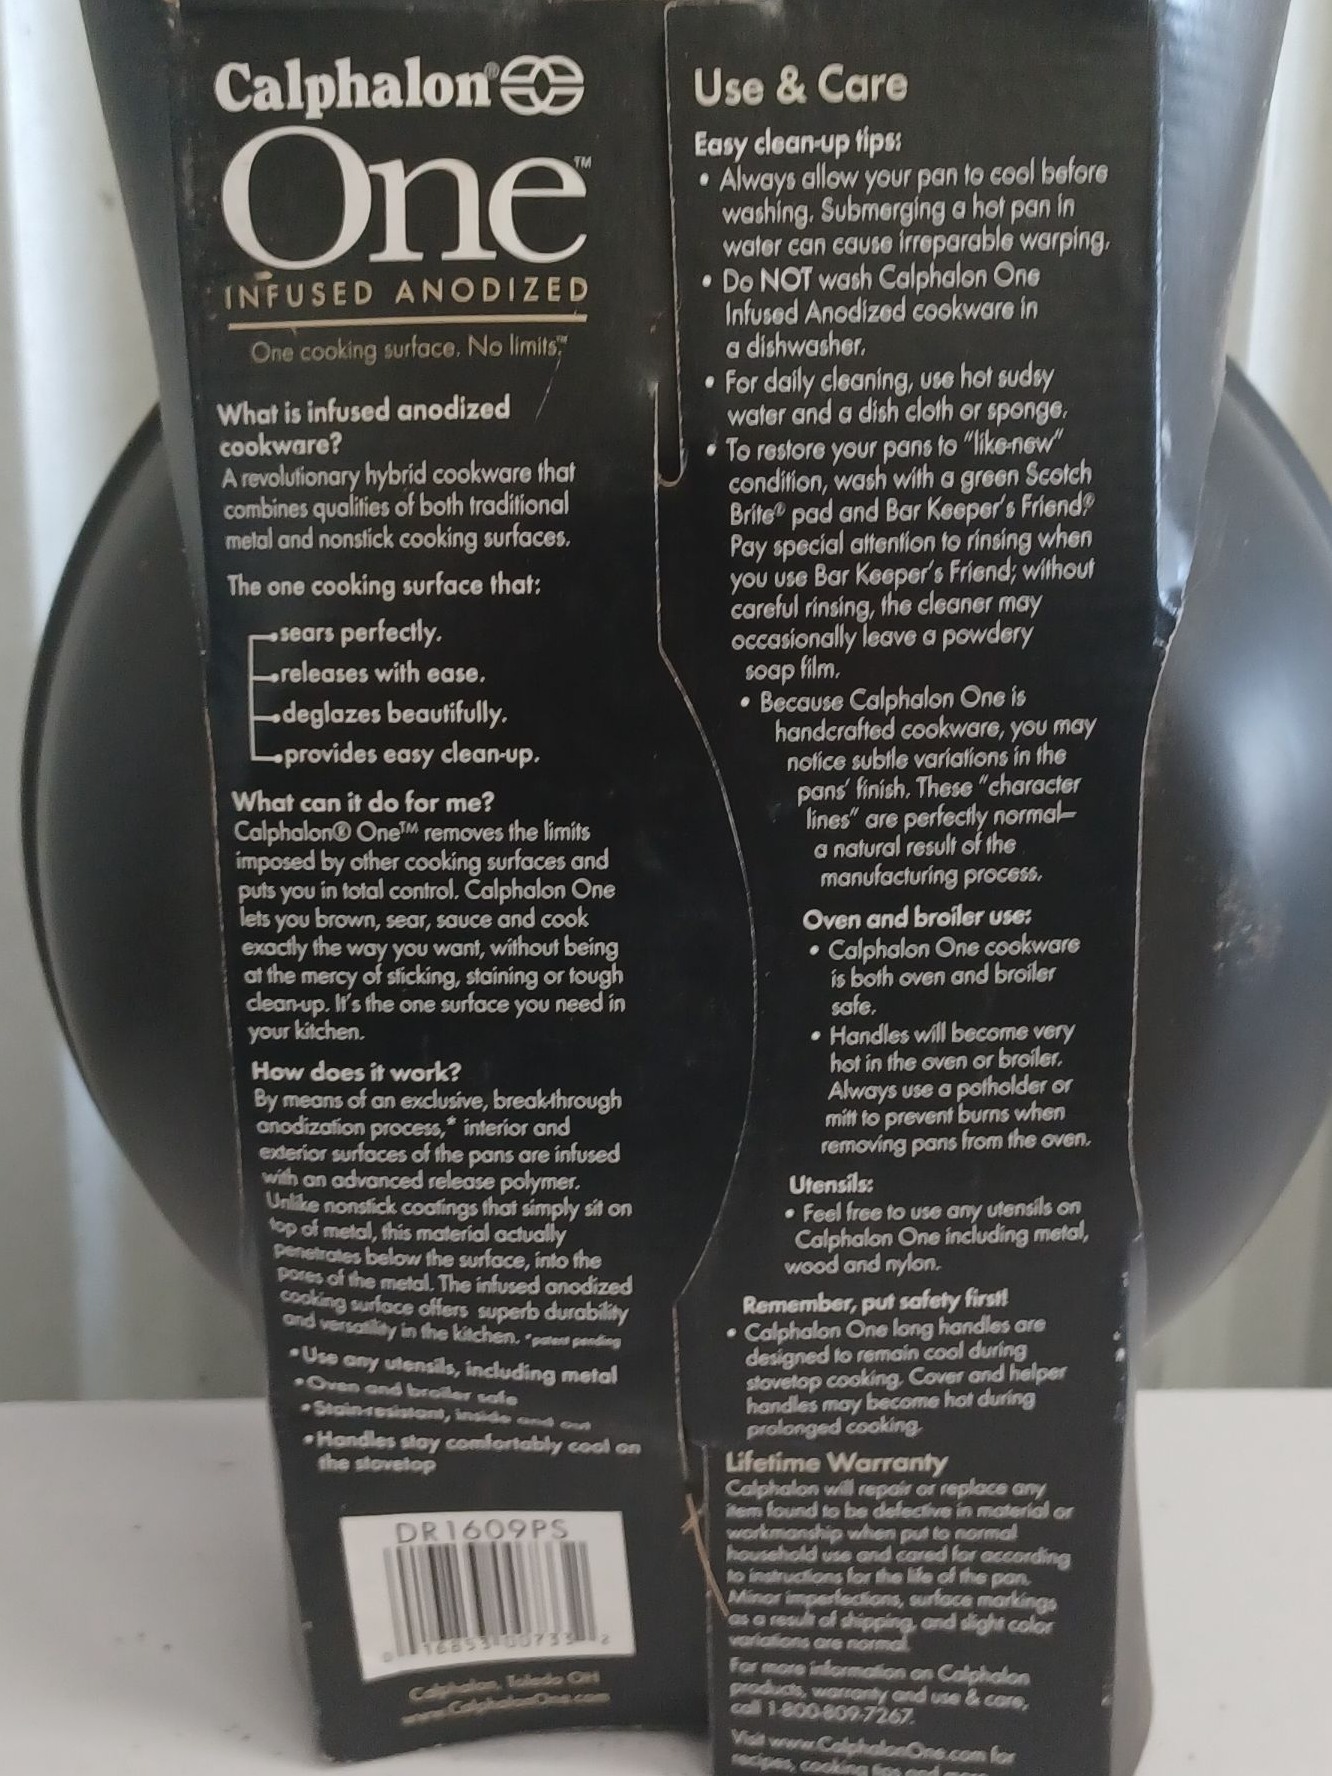 Calphalon®
One™
INFUSED ANODIZED
One cooking surface. No limits.™
What is infused anodized
cookware?
A revolutionary hybrid cookware that
combines qualities of both traditional
metal and nonstick cooking surfaces.
The one cooking surface that:
sears perfectly.
releases with ease.
deglazes beautifully.
provides easy clean-up.
What can it do for me?
Calphalon® One™ removes the limits
imposed by other cooking surfaces and
puts you in total control. Calphalon One
lets you brown, sear, sauce and cook
exactly the way you want, without being
at the mercy of sticking, staining or tough
clean-up. It's the one surface you need in
your kitchen.
How does it work?
By means of an exclusive, break-through
anodization process,* interior and
exterior surfaces of the pans are infused
with an advanced release polymer.
Unlike nonstick coatings that simply sit on
top of metal, this material actually
penetrates below the surface, into the
pores of the metal. The infused anodized
cooking surface offers superb durability
and versatility in the kitchen. *patent pending
• Use any utensils, including metal
• Oven and broiler safe
• Stain-resistant, inside and out
• Handles stay comfortably cool on
the stovetop
DR1609PS
0 16853 00733 2
Calphalon, Toledo OH
www.CalphalonOne.com
Use & Care
Easy clean-up tips:
• Always allow your pan to cool before
washing. Submerging a hot pan in
water can cause irreparable warping.
• Do NOT wash Calphalon One
Infused Anodized cookware in
a dishwasher.
• For daily cleaning, use hot sudsy
water and a dish cloth or sponge.
• To restore your pans to "like-new"
condition, wash with a green Scotch
Brite® pad and Bar Keeper's Friend.®
Pay special attention to rinsing when
you use Bar Keeper's Friend; without
careful rinsing, the cleaner may
occasionally leave a powdery
soap film.
• Because Calphalon One is
handcrafted cookware, you may
notice subtle variations in the
pans' finish. These "character
lines" are perfectly normal—
a natural result of the
manufacturing process.
Oven and broiler use:
• Calphalon One cookware
is both oven and broiler
safe.
• Handles will become very
hot in the oven or broiler.
Always use a potholder or
mitt to prevent burns when
removing pans from the oven.
Utensils:
• Feel free to use any utensils on
Calphalon One including metal,
wood and nylon.
Remember, put safety first!
• Calphalon One long handles are
designed to remain cool during
stovetop cooking. Cover and helper
handles may become hot during
prolonged cooking.
Lifetime Warranty
Calphalon will repair or replace any
item found to be defective in material or
workmanship when put to normal
household use and cared for according
to instructions for the life of the pan.
Minor imperfections, surface markings
as a result of shipping, and slight color
variations are normal.
For more information on Calphalon
products, warranty and use & care,
call 1-800-809-7267.
Visit www.CalphalonOne.com for
recipes, cooking tips and more